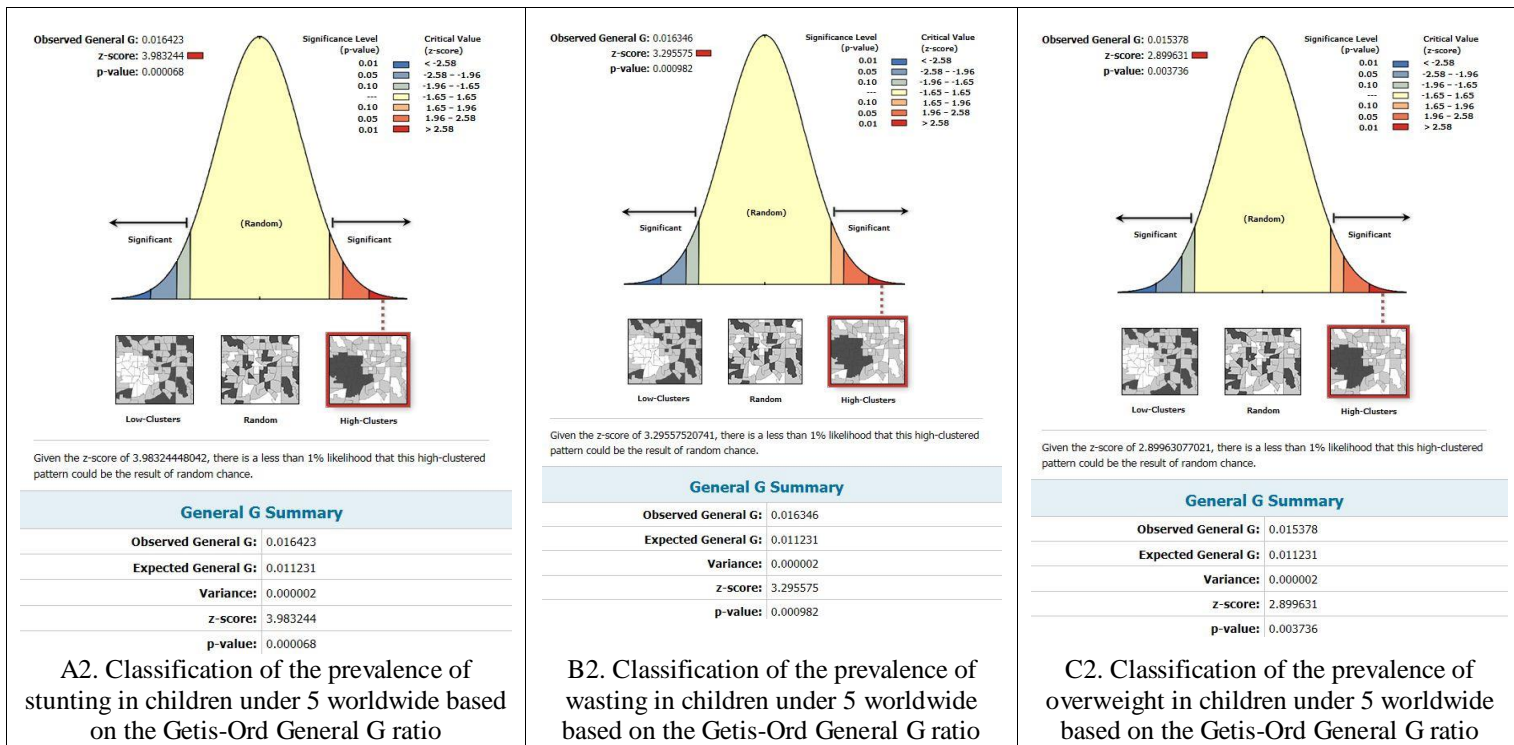 Observed General G: 0.016423
z-score: 3.983244
p-value: 0.000068
Significance Level
(p-value)
Critical Value
(z-score)
0.01 < -2.58
0.05 -2.58 – -1.96
0.10 -1.96 – -1.65
--- -1.65 – 1.65
0.10 1.65 – 1.96
0.05 1.96 – 2.58
0.01 > 2.58
(Random)
Significant
Significant
Low-Clusters
Random
High-Clusters
Given the z-score of 3.98324448042, there is a less than 1% likelihood that this high-clustered
pattern could be the result of random chance.
General G Summary
Observed General G: 0.016423
Expected General G: 0.011231
Variance: 0.000002
z-score: 3.983244
p-value: 0.000068
A2. Classification of the prevalence of
stunting in children under 5 worldwide based
on the Getis-Ord General G ratio
Observed General G: 0.016346
z-score: 3.295575
p-value: 0.000982
Significance Level
(p-value)
Critical Value
(z-score)
0.01 < -2.58
0.05 -2.58 – -1.96
0.10 -1.96 – -1.65
--- -1.65 – 1.65
0.10 1.65 – 1.96
0.05 1.96 – 2.58
0.01 > 2.58
(Random)
Significant
Significant
Low-Clusters
Random
High-Clusters
Given the z-score of 3.29557520741, there is a less than 1% likelihood that this high-clustered
pattern could be the result of random chance.
General G Summary
Observed General G: 0.016346
Expected General G: 0.011231
Variance: 0.000002
z-score: 3.295575
p-value: 0.000982
B2. Classification of the prevalence of
wasting in children under 5 worldwide
based on the Getis-Ord General G ratio
Observed General G: 0.015378
z-score: 2.899631
p-value: 0.003736
Significance Level
(p-value)
Critical Value
(z-score)
0.01 < -2.58
0.05 -2.58 – -1.96
0.10 -1.96 – -1.65
--- -1.65 – 1.65
0.10 1.65 – 1.96
0.05 1.96 – 2.58
0.01 > 2.58
(Random)
Significant
Significant
Low-Clusters
Random
High-Clusters
Given the z-score of 2.89963077021, there is a less than 1% likelihood that this high-clustered
pattern could be the result of random chance.
General G Summary
Observed General G: 0.015378
Expected General G: 0.011231
Variance: 0.000002
z-score: 2.899631
p-value: 0.003736
C2. Classification of the prevalence of
overweight in children under 5 worldwide
based on the Getis-Ord General G ratio